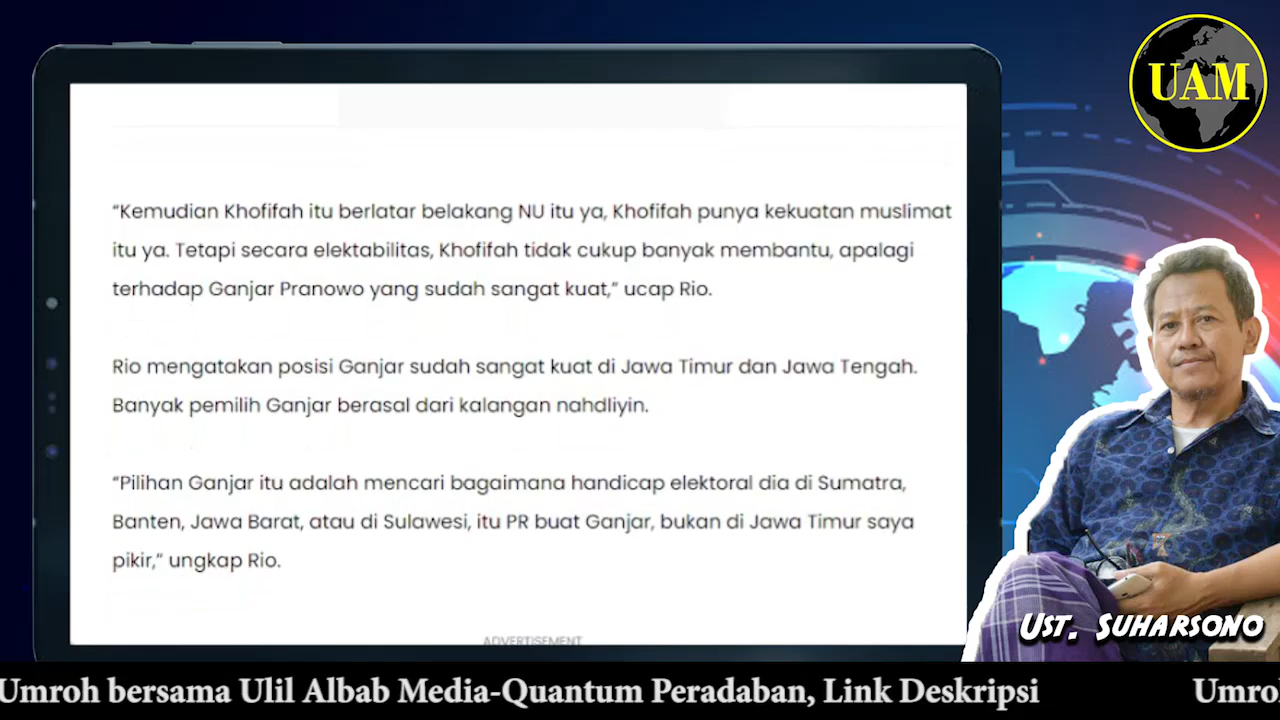 UAM
“Kemudian Khofifah itu berlatar belakang NU itu ya, Khofifah punya kekuatan muslimat
itu ya. Tetapi secara elektabilitas, Khofifah tidak cukup banyak membantu, apalagi
terhadap Ganjar Pranowo yang sudah sangat kuat,” ucap Rio.
Rio mengatakan posisi Ganjar sudah sangat kuat di Jawa Timur dan Jawa Tengah.
Banyak pemilih Ganjar berasal dari kalangan nahdliyin.
“Pilihan Ganjar itu adalah mencari bagaimana handicap elektoral dia di Sumatra,
Banten, Jawa Barat, atau di Sulawesi, itu PR buat Ganjar, bukan di Jawa Timur saya
pikir,” ungkap Rio.
ADVERTISEMENT
UST. SUHARSONO
Umroh bersama Ulil Albab Media-Quantum Peradaban, Link Deskripsi Umro